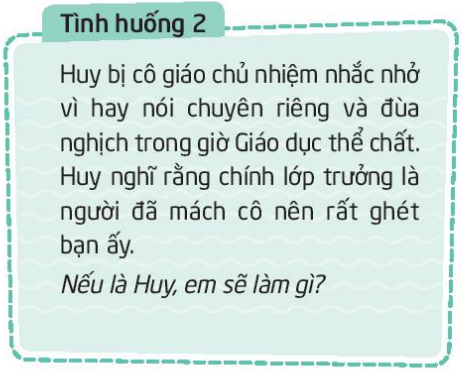 Tình huống 2
Huy bị cô giáo chủ nhiệm nhắc nhở
vì hay nói chuyên riêng và đùa
nghịch trong giờ Giáo dục thể chất.
Huy nghĩ rằng chính lớp trưởng là
người đã mách cô nên rất ghét
bạn ấy.
Nếu là Huy, em sẽ làm gì?